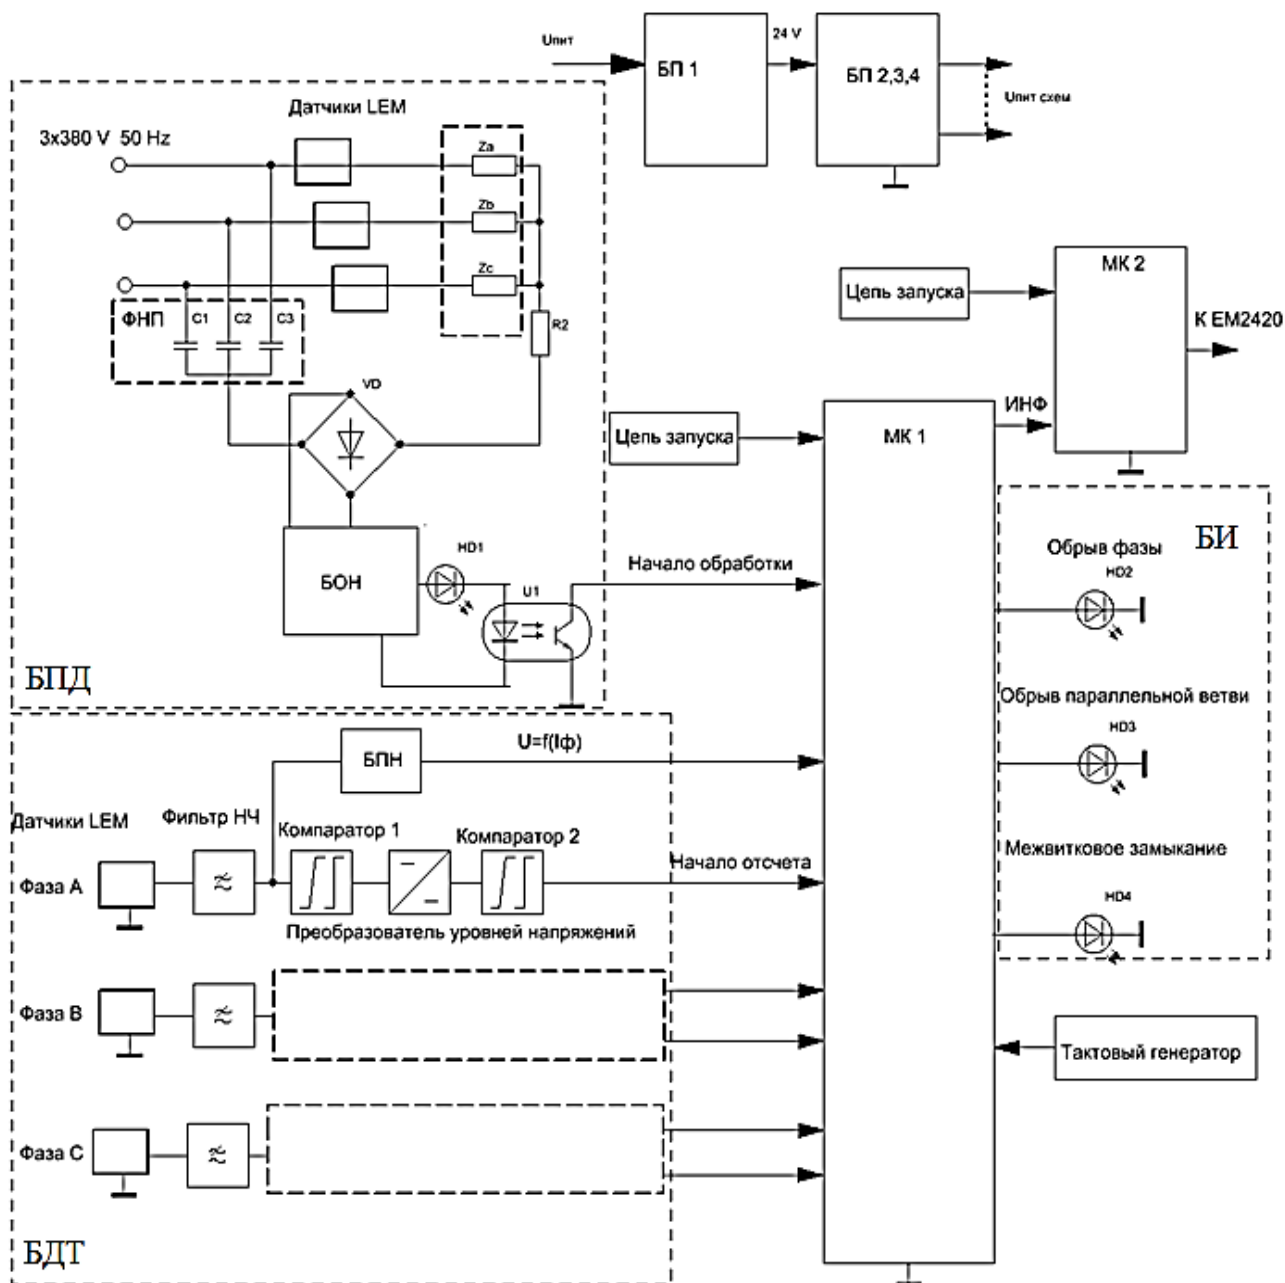 Uпит
БП 1
24 V
БП 2,3,4
Uпит схем
Датчики LEM
3x380 V 50 Hz
Za
Zb
Zc
ФНП
C1
C2
C3
R2
VD
БОН
HD1
U1
БПД
Цепь запуска
МК 2
К EM2420
ИНФ
Цепь запуска
МК 1
Начало обработки
БИ
Обрыв фазы
HD2
Обрыв параллельной ветви
HD3
Межвитковое замыкание
HD4
Тактовый генератор
БПН
U=f(Iф)
Датчики LEM
Фильтр НЧ
Компаратор 1
Компаратор 2
Начало отсчета
Фаза А
Преобразователь уровней напряжений
Фаза В
Фаза С
БДТ